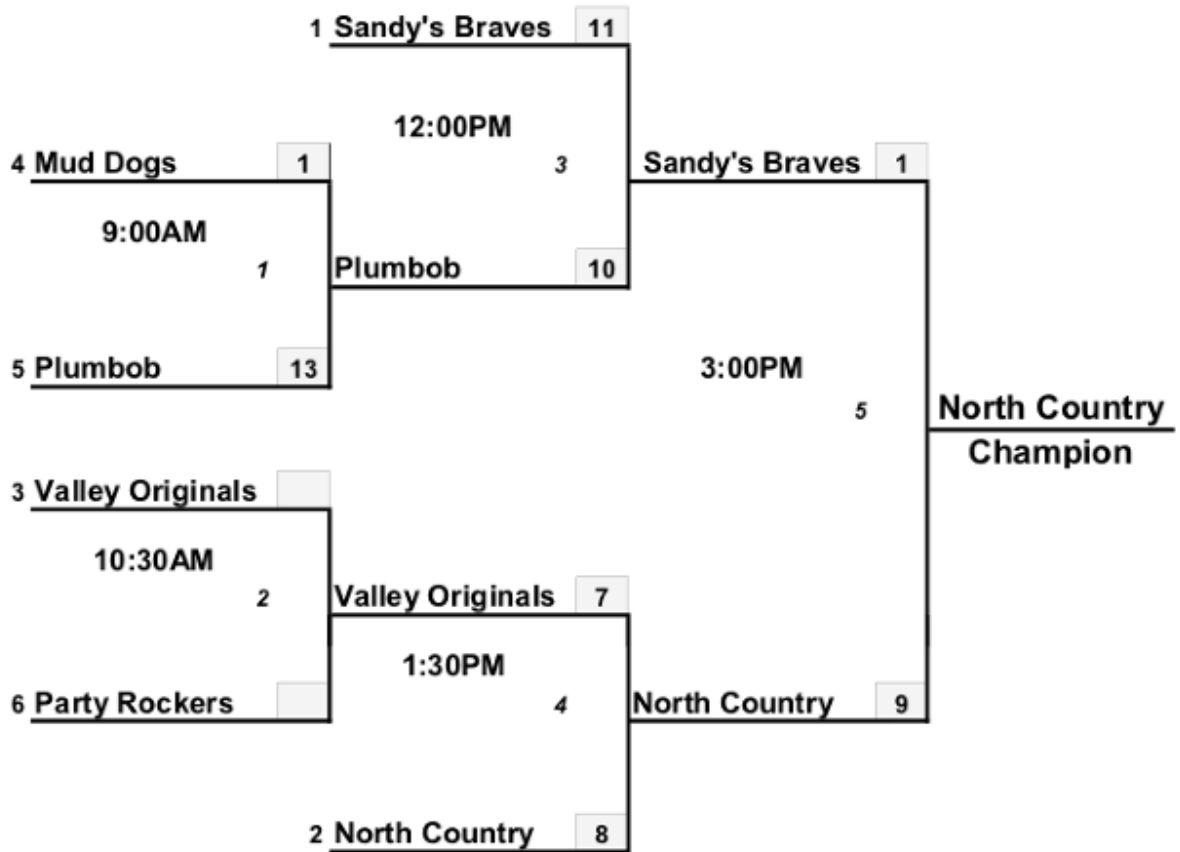 1 Sandy's Braves 11
12:00PM
3
4 Mud Dogs 1
Sandy's Braves 1
9:00AM
1
Plumbob 10
5 Plumbob 13
3:00PM
5
North Country
Champion
3 Valley Originals
10:30AM
2
Valley Originals 7
1:30PM
4
6 Party Rockers
North Country 9
2 North Country 8